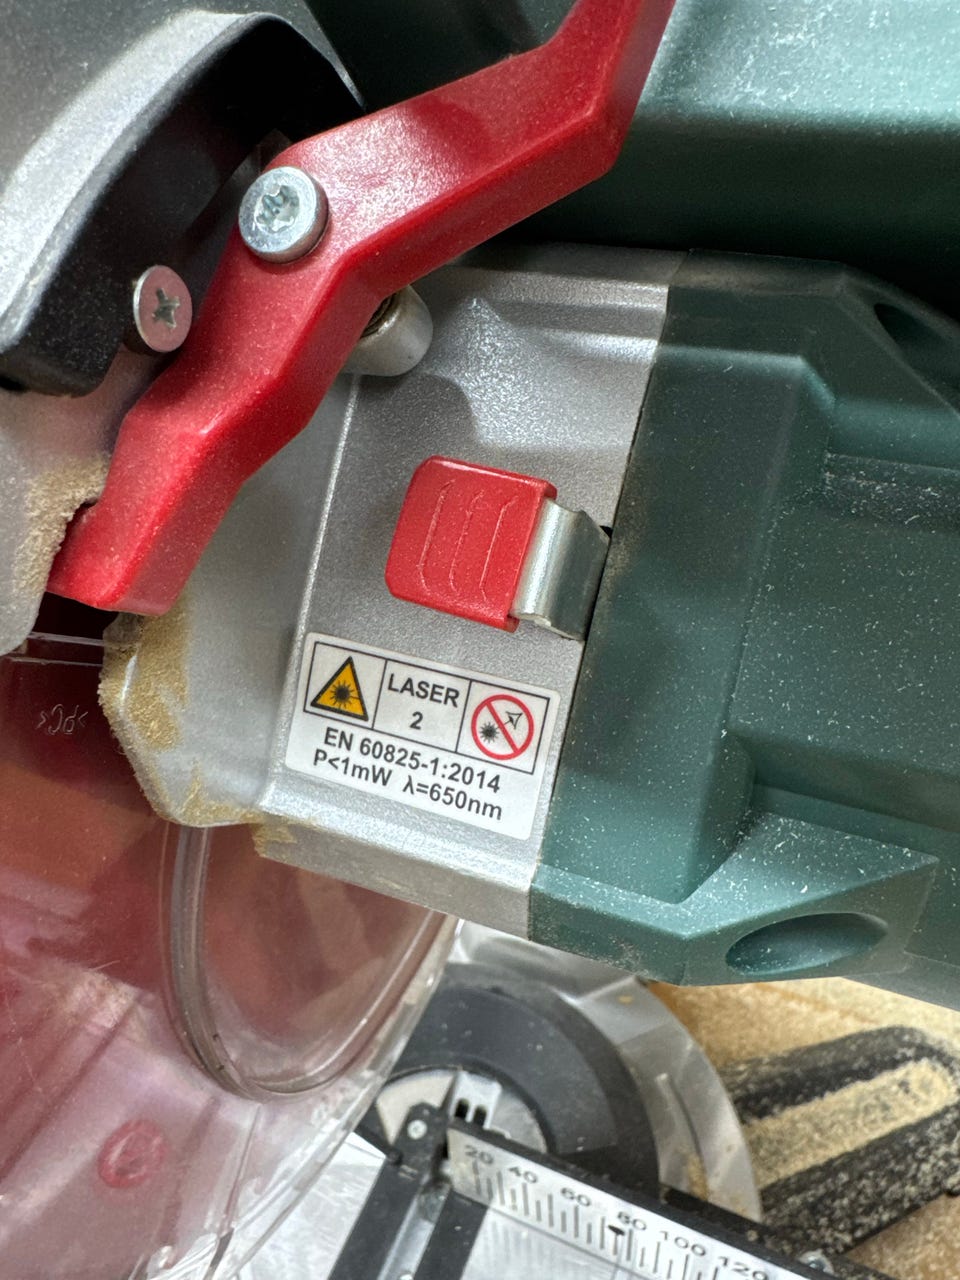 LASER
2
EN 60825-1:2014
P<1mW λ=650nm
>PC<
20 40 60 80 100 120